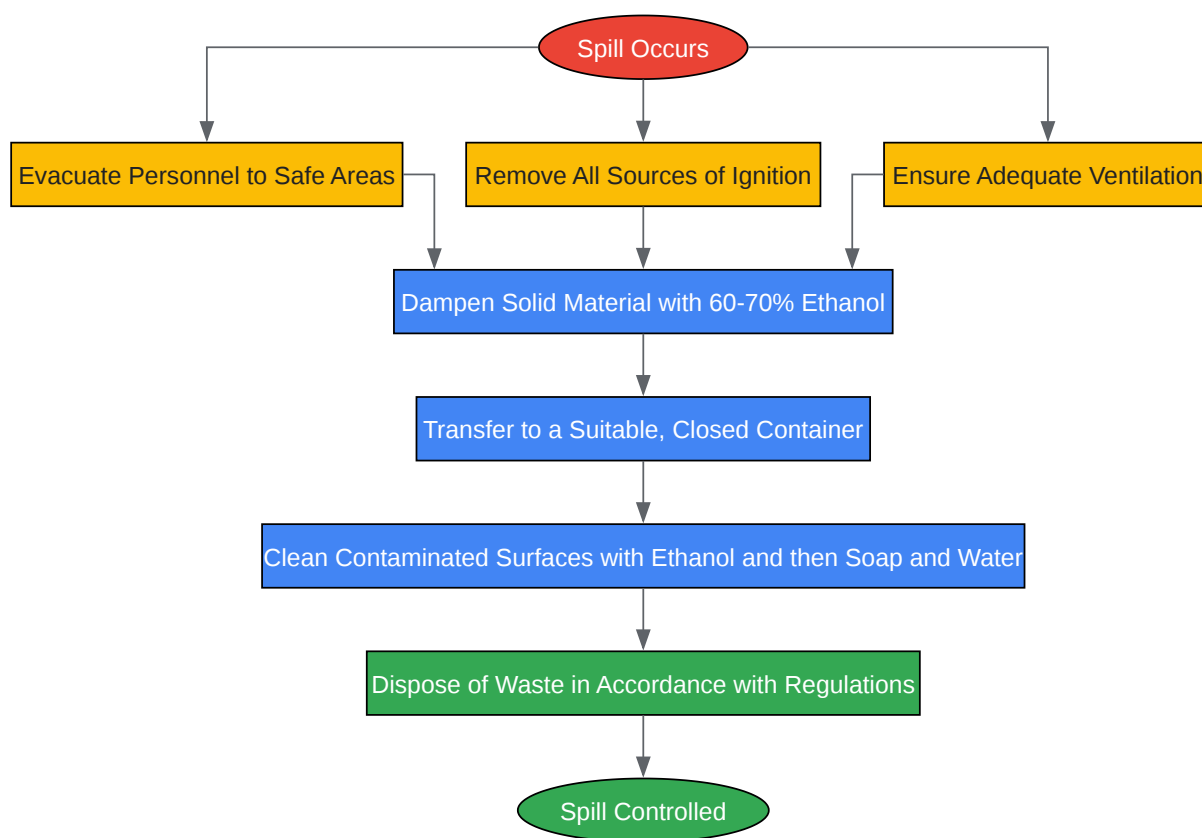 Spill Occurs
Evacuate Personnel to Safe Areas
Remove All Sources of Ignition
Ensure Adequate Ventilation
Dampen Solid Material with 60-70% Ethanol
Transfer to a Suitable, Closed Container
Clean Contaminated Surfaces with Ethanol and then Soap and Water
Dispose of Waste in Accordance with Regulations
Spill Controlled